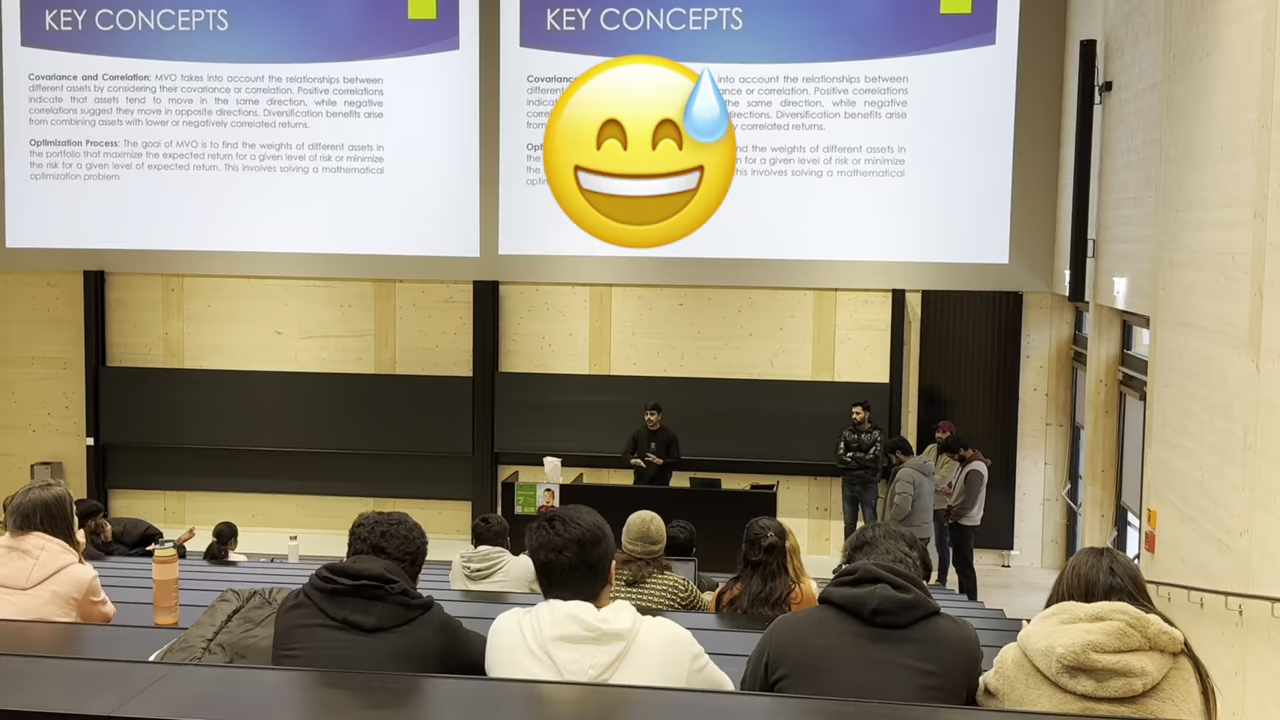 KEY CONCEPTS
Covariance and Correlation: MVO takes into account the relationships between
different assets by considering their covariance or correlation. Positive correlations
indicate that assets tend to move in the same direction, while negative
correlations suggest they move in opposite directions. Diversification benefits arise
from combining assets with lower or negatively correlated returns.
Optimization Process: The goal of MVO is to find the weights of different assets in
the portfolio that maximize the expected return for a given level of risk or minimize
the risk for a given level of expected return. This involves solving a mathematical
optimization problem
KEY CONCEPTS
into account the relationships between
different or correlation. Positive correlations
the same direction, while negative
directions. Diversification benefits arise
from correlated returns.
the weights of different assets in
the for a given level of risk or minimize
the This involves solving a mathematical